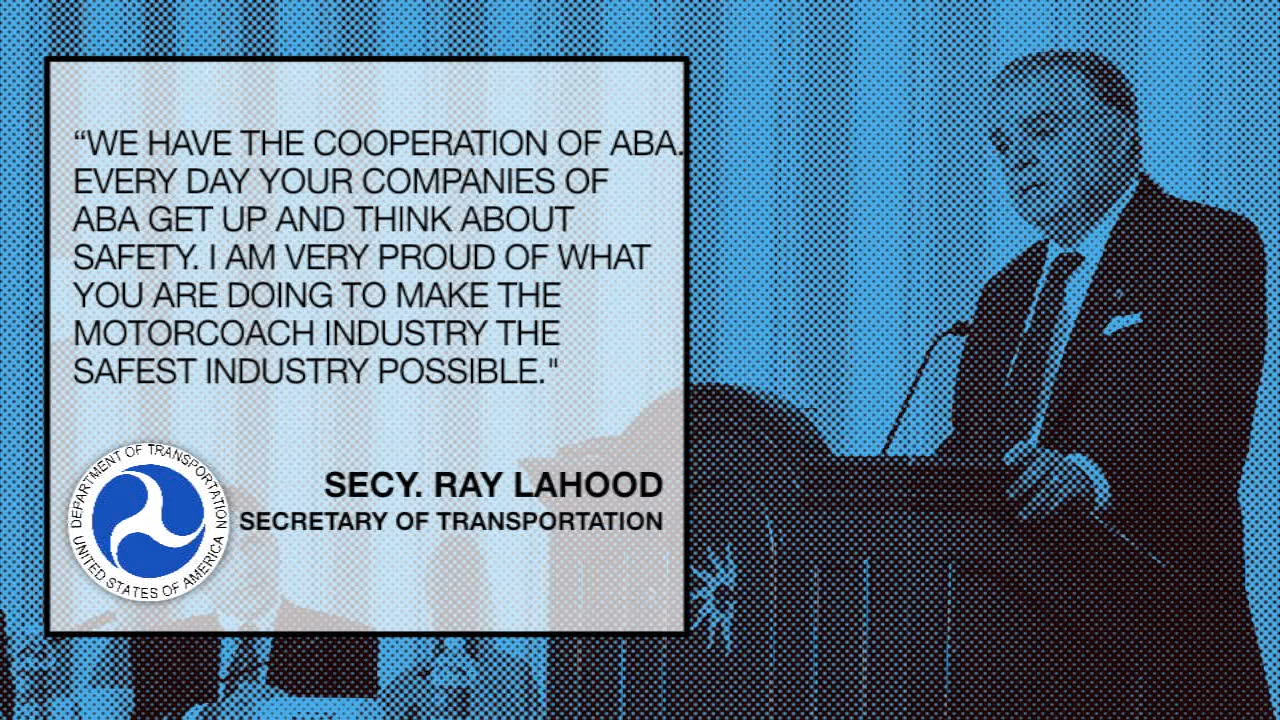 “WE HAVE THE COOPERATION OF ABA.
EVERY DAY YOUR COMPANIES OF
ABA GET UP AND THINK ABOUT
SAFETY. I AM VERY PROUD OF WHAT
YOU ARE DOING TO MAKE THE
MOTORCOACH INDUSTRY THE
SAFEST INDUSTRY POSSIBLE."
SECY. RAY LAHOOD
SECRETARY OF TRANSPORTATION
DEPARTMENT OF TRANSPORTATION
UNITED STATES OF AMERICA